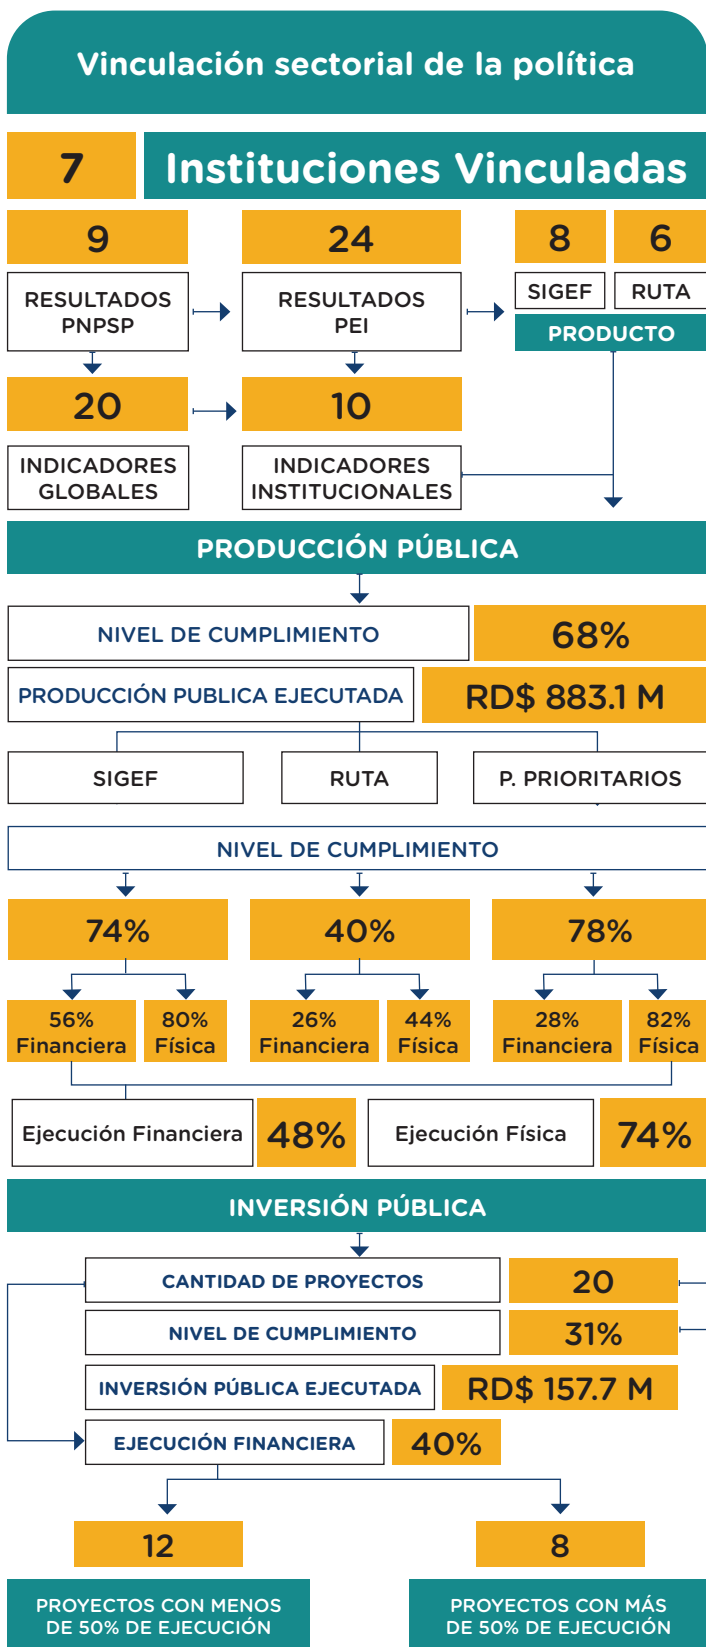 Vinculación sectorial de la política
7 Instituciones Vinculadas
9
24
8
6
RESULTADOS
PNPSP
RESULTADOS
PEI
SIGEF
RUTA
PRODUCTO
20
10
INDICADORES
GLOBALES
INDICADORES
INSTITUCIONALES
PRODUCCIÓN PÚBLICA
NIVEL DE CUMPLIMIENTO
68%
PRODUCCIÓN PUBLICA EJECUTADA
RD$ 883.1 M
SIGEF
RUTA
P. PRIORITARIOS
NIVEL DE CUMPLIMIENTO
74%
40%
78%
56%
Financiera
80%
Física
26%
Financiera
44%
Física
28%
Financiera
82%
Física
Ejecución Financiera
48%
Ejecución Física
74%
INVERSIÓN PÚBLICA
CANTIDAD DE PROYECTOS
20
NIVEL DE CUMPLIMIENTO
31%
INVERSIÓN PÚBLICA EJECUTADA
RD$ 157.7 M
EJECUCIÓN FINANCIERA
40%
12
8
PROYECTOS CON MENOS
DE 50% DE EJECUCIÓN
PROYECTOS CON MÁS
DE 50% DE EJECUCIÓN